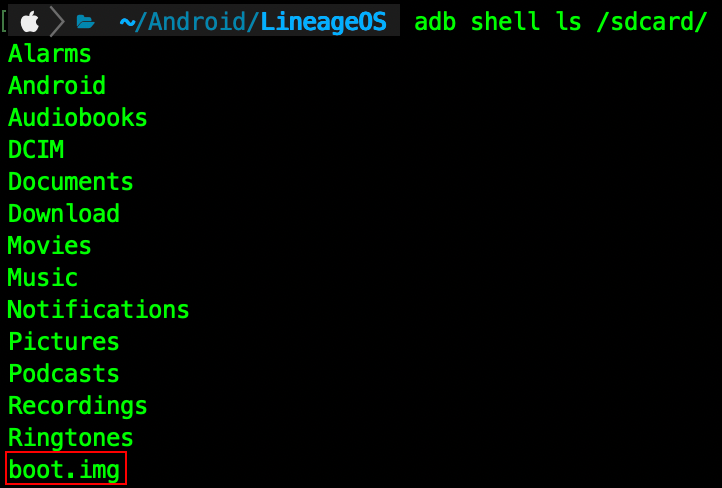 ~/Android/LineageOS adb shell ls /sdcard/
Alarms
Android
Audiobooks
DCIM
Documents
Download
Movies
Music
Notifications
Pictures
Podcasts
Recordings
Ringtones
boot.img